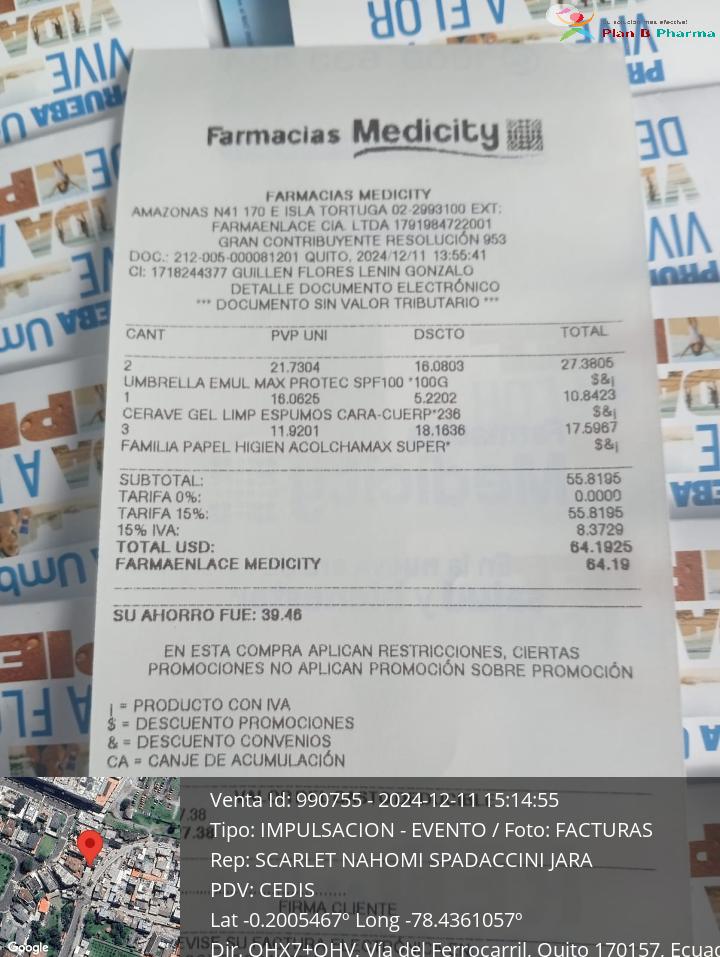 Tu solución más efectiva!
Plan B Pharma
Farmacias Medicity
FARMACIAS MEDICITY
AMAZONAS N41 170 E ISLA TORTUGA 02-2993100 EXT:
FARMAENLACE CIA. LTDA 1791984722001
GRAN CONTRIBUYENTE RESOLUCIÓN 953
DOC.: 212-005-000081201 QUITO, 2024/12/11 13:55:41
CI: 1718244377 GUILLEN FLORES LENIN GONZALO
DETALLE DOCUMENTO ELECTRÓNICO
*** DOCUMENTO SIN VALOR TRIBUTARIO ***
CANT PVP UNI DSCTO TOTAL
2 21.7304 16.0803 27.3805
UMBRELLA EMUL MAX PROTEC SPF100 *100G $&¡
1 16.0625 5.2202 10.8423
CERAVE GEL LIMP ESPUMOS CARA-CUERP*236 $&¡
3 11.9201 18.1636 17.5967
FAMILIA PAPEL HIGIEN ACOLCHAMAX SUPER* $&¡
SUBTOTAL: 55.8195
TARIFA 0%: 0.0000
TARIFA 15%: 55.8195
15% IVA: 8.3729
TOTAL USD: 64.1925
FARMAENLACE MEDICITY 64.19
SU AHORRO FUE: 39.46
EN ESTA COMPRA APLICAN RESTRICCIONES, CIERTAS
PROMOCIONES NO APLICAN PROMOCIÓN SOBRE PROMOCIÓN
¡ = PRODUCTO CON IVA
$ = DESCUENTO PROMOCIONES
& = DESCUENTO CONVENIOS
CA = CANJE DE ACUMULACIÓN
Venta Id: 990755 - 2024-12-11 15:14:55
Tipo: IMPULSACION - EVENTO / Foto: FACTURAS
Rep: SCARLET NAHOMI SPADACCINI JARA
PDV: CEDIS
FIRMA CLIENTE
Lat -0.2005467º Long -78.4361057º
Dir. QHX7+QHV, Vía del Ferrocarril, Quito 170157, Ecuad
Google